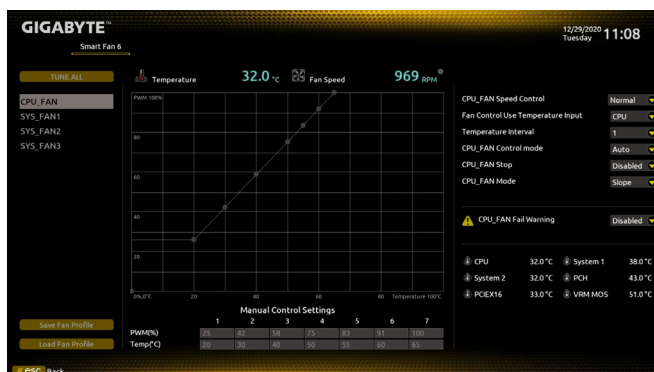 GIGABYTE™
12/29/2020
Tuesday 11:08
Smart Fan 6
TUNE ALL
Temperature 32.0 °C Fan Speed 969 RPM
CPU_FAN
SYS_FAN1
SYS_FAN2
SYS_FAN3
PWM 100%
80
60
40
20
0%,0°C 20 40 60 80 Temperature 100°C
CPU_FAN Speed Control Normal
Fan Control Use Temperature Input CPU
Temperature Interval 1
CPU_FAN Control mode Auto
CPU_FAN Stop Disabled
CPU_FAN Mode Slope
CPU_FAN Fail Warning Disabled
CPU 32.0°C System 1 38.0°C
System 2 32.0°C PCH 43.0°C
PCIEX16 33.0°C VRM MOS 51.0°C
Manual Control Settings
1 2 3 4 5 6 7
PWM(%) 25 42 58 75 83 91 100
Temp(°C) 20 30 40 50 55 60 65
Save Fan Profile
Load Fan Profile
esc Back